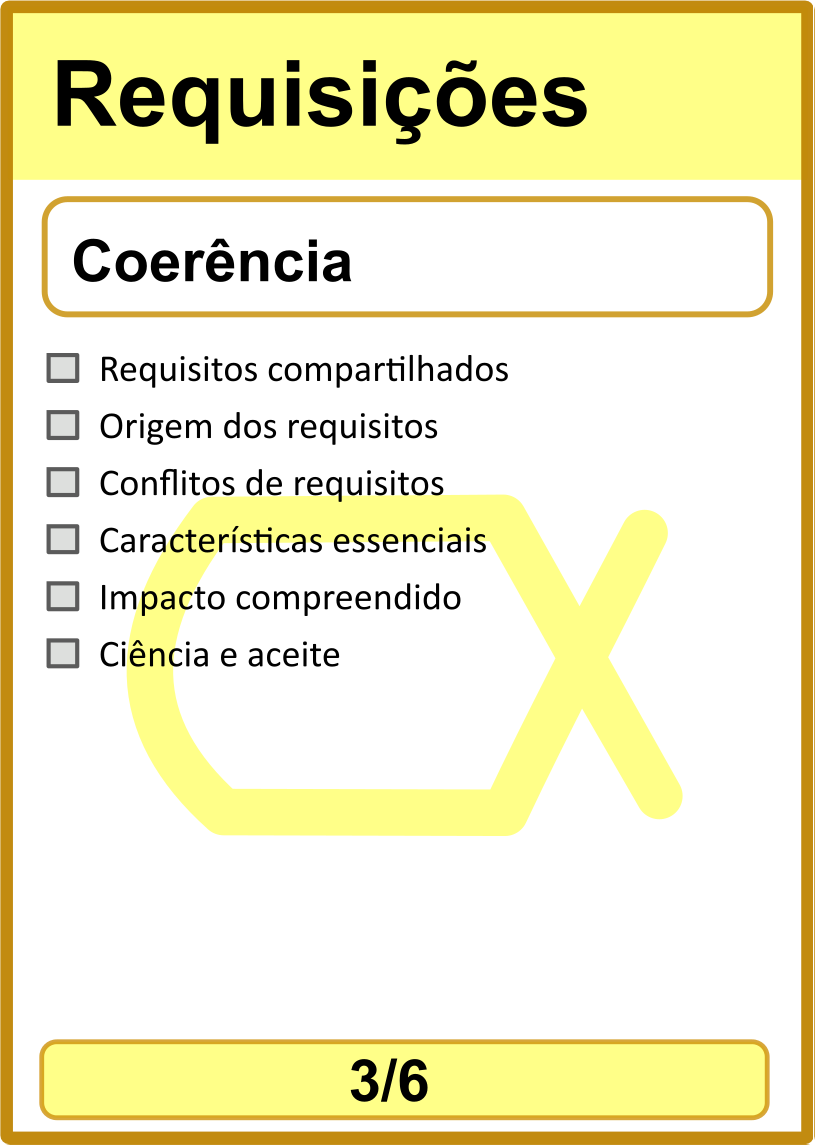 Requisições
Coerência
Requisitos compartilhados
Origem dos requisitos
Conflitos de requisitos
Características essenciais
Impacto compreendido
Ciência e aceite
3/6